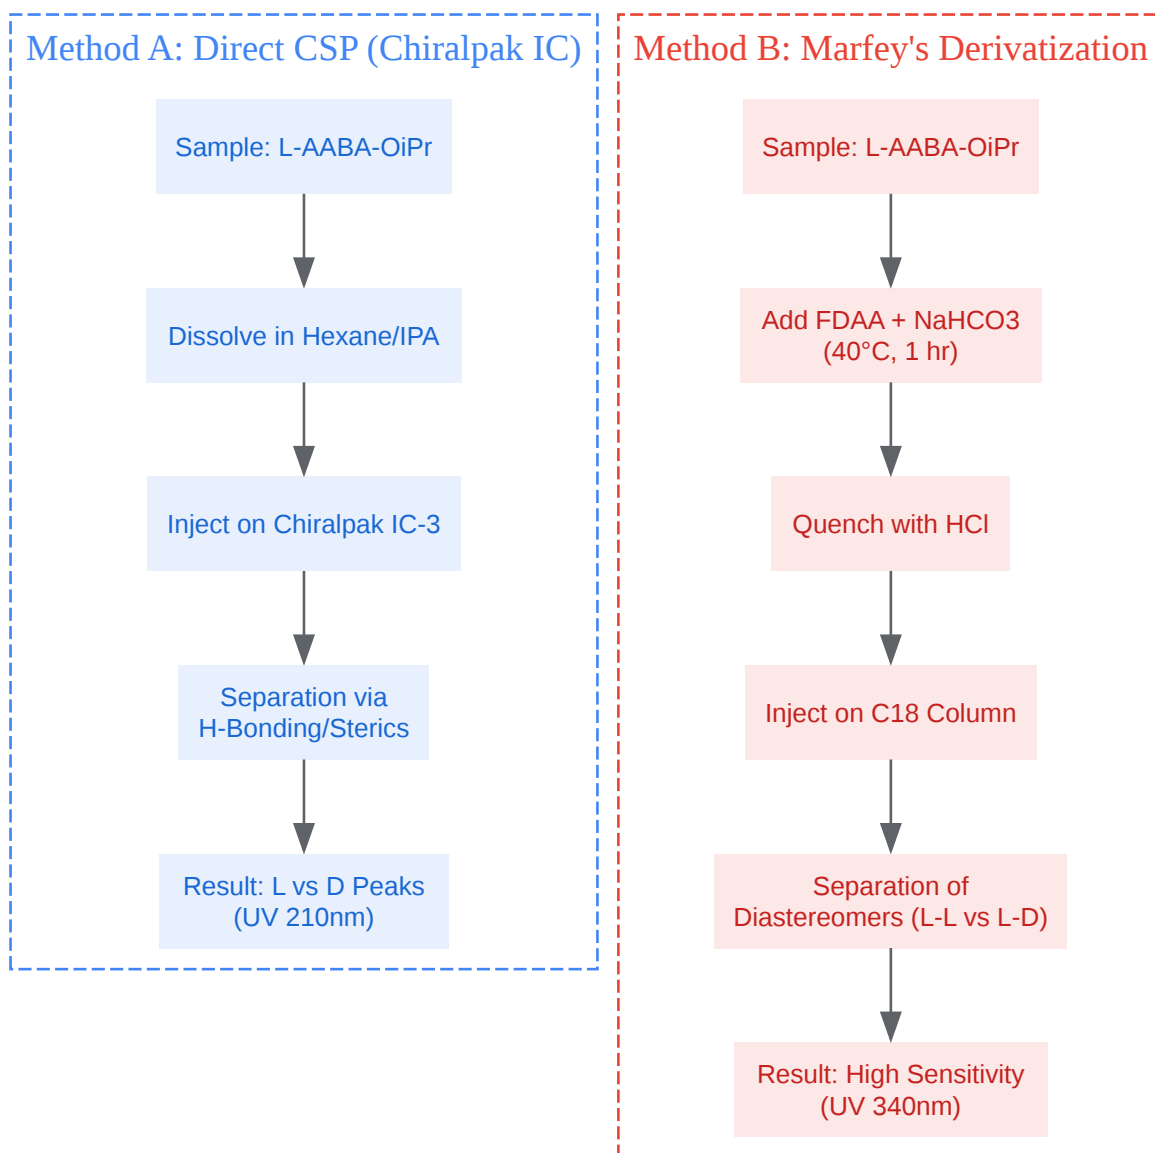 Method A: Direct CSP (Chiralpak IC)
Sample: L-AABA-OiPr
Dissolve in Hexane/IPA
Inject on Chiralpak IC-3
Separation via
H-Bonding/Sterics
Result: L vs D Peaks
(UV 210nm)
Method B: Marfey's Derivatization
Sample: L-AABA-OiPr
Add FDAA + NaHCO3
(40°C, 1 hr)
Quench with HCl
Inject on C18 Column
Separation of
Diastereomers (L-L vs L-D)
Result: High Sensitivity
(UV 340nm)